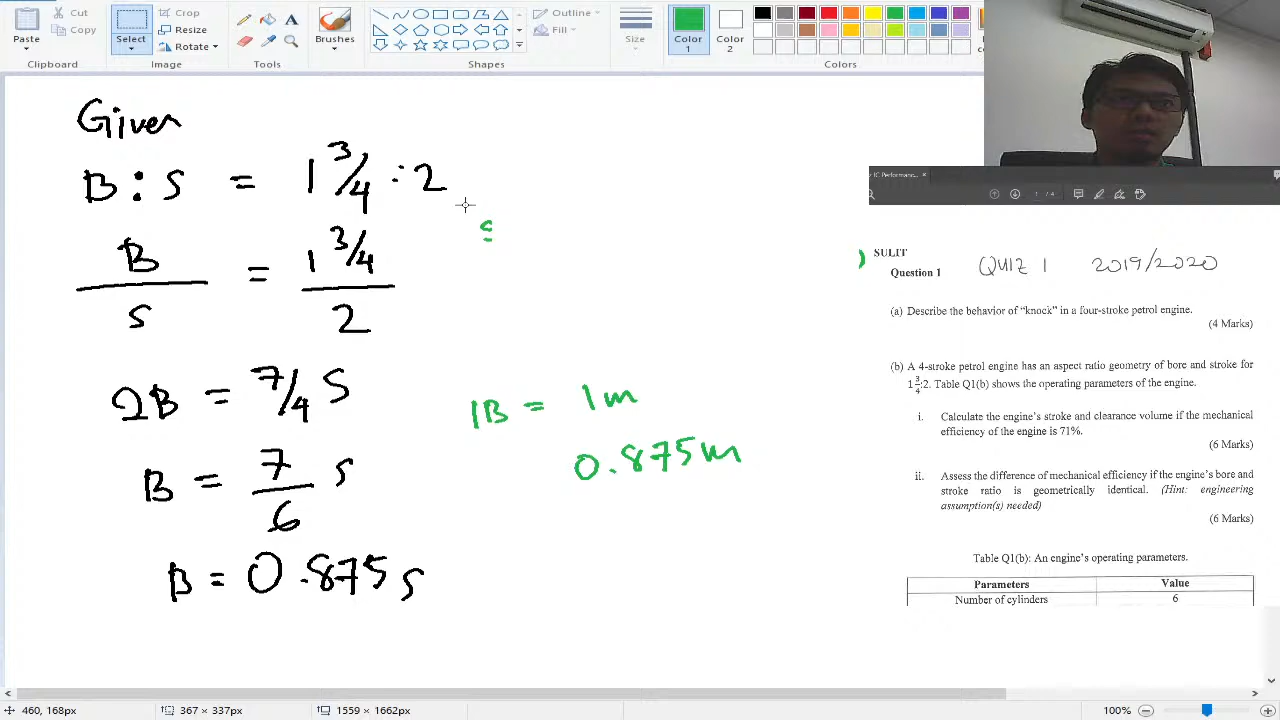 Paste
Cut
Copy
Clipboard
Select
Crop
Resize
Rotate
Image
Tools
Brushes
Outline
Fill
Shapes
Size
Color
1
Color
2
Colors
Given
B : S = 1 3/4 : 2
B/S = 1 3/4 / 2
2B = 7/4 S
B = 7/6 S
B = 0.875 S
1B = 1m
0.875m
IC Performanc...
1 / 4
SULIT
Question 1
QUIZ 1 2019/2020
(a) Describe the behavior of "knock" in a four-stroke petrol engine.
(4 Marks)
(b) A 4-stroke petrol engine has an aspect ratio geometry of bore and stroke for
1 3/4:2. Table Q1(b) shows the operating parameters of the engine.
i. Calculate the engine's stroke and clearance volume if the mechanical
efficiency of the engine is 71%.
(6 Marks)
ii. Assess the difference of mechanical efficiency if the engine's bore and
stroke ratio is geometrically identical. (Hint: engineering
assumption(s) needed)
(6 Marks)
Table Q1(b): An engine's operating parameters.
Parameters Value
Number of cylinders 6
460, 168px
367 × 337px
1559 × 1662px
100%